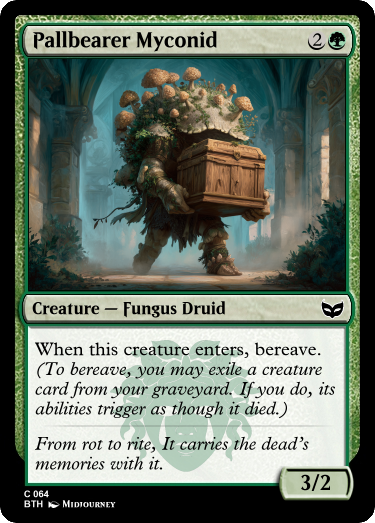 Pallbearer Myconid 2
Creature — Fungus Druid
When this creature enters, bereave.
(To bereave, you may exile a creature
card from your graveyard. If you do, its
abilities trigger as though it died.)
From rot to rite, It carries the dead's
memories with it.
3/2
C 064
BTH Midjourney